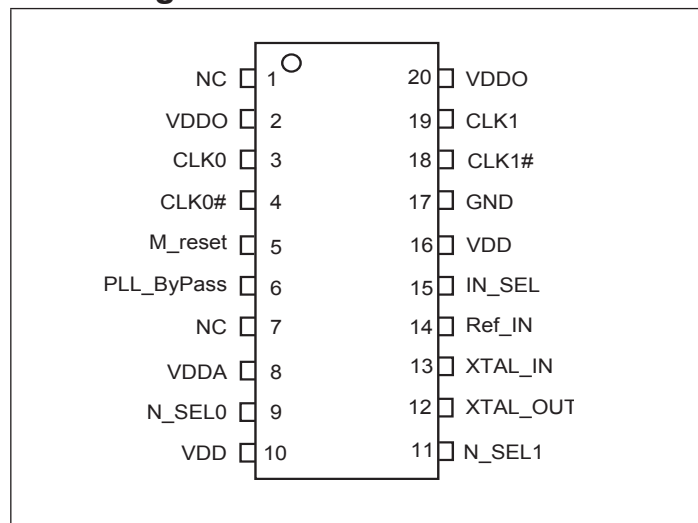 NC 1 20 VDDO
VDDO 2 19 CLK1
CLK0 3 18 CLK1#
CLK0# 4 17 GND
M_reset 5 16 VDD
PLL_ByPass 6 15 IN_SEL
NC 7 14 Ref_IN
VDDA 8 13 XTAL_IN
N_SEL0 9 12 XTAL_OUT
VDD 10 11 N_SEL1